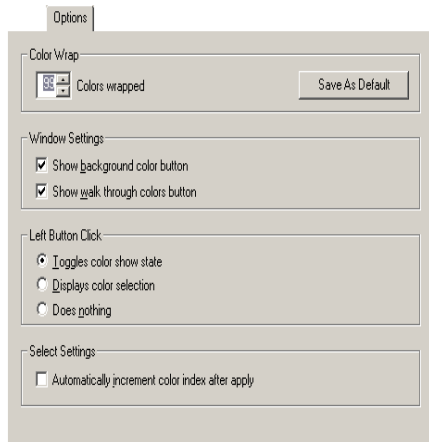 Options
Color Wrap
99 Colors wrapped Save As Default
Window Settings
Show background color button
Show walk through colors button
Left Button Click
Toggles color show state
Displays color selection
Does nothing
Select Settings
Automatically increment color index after apply